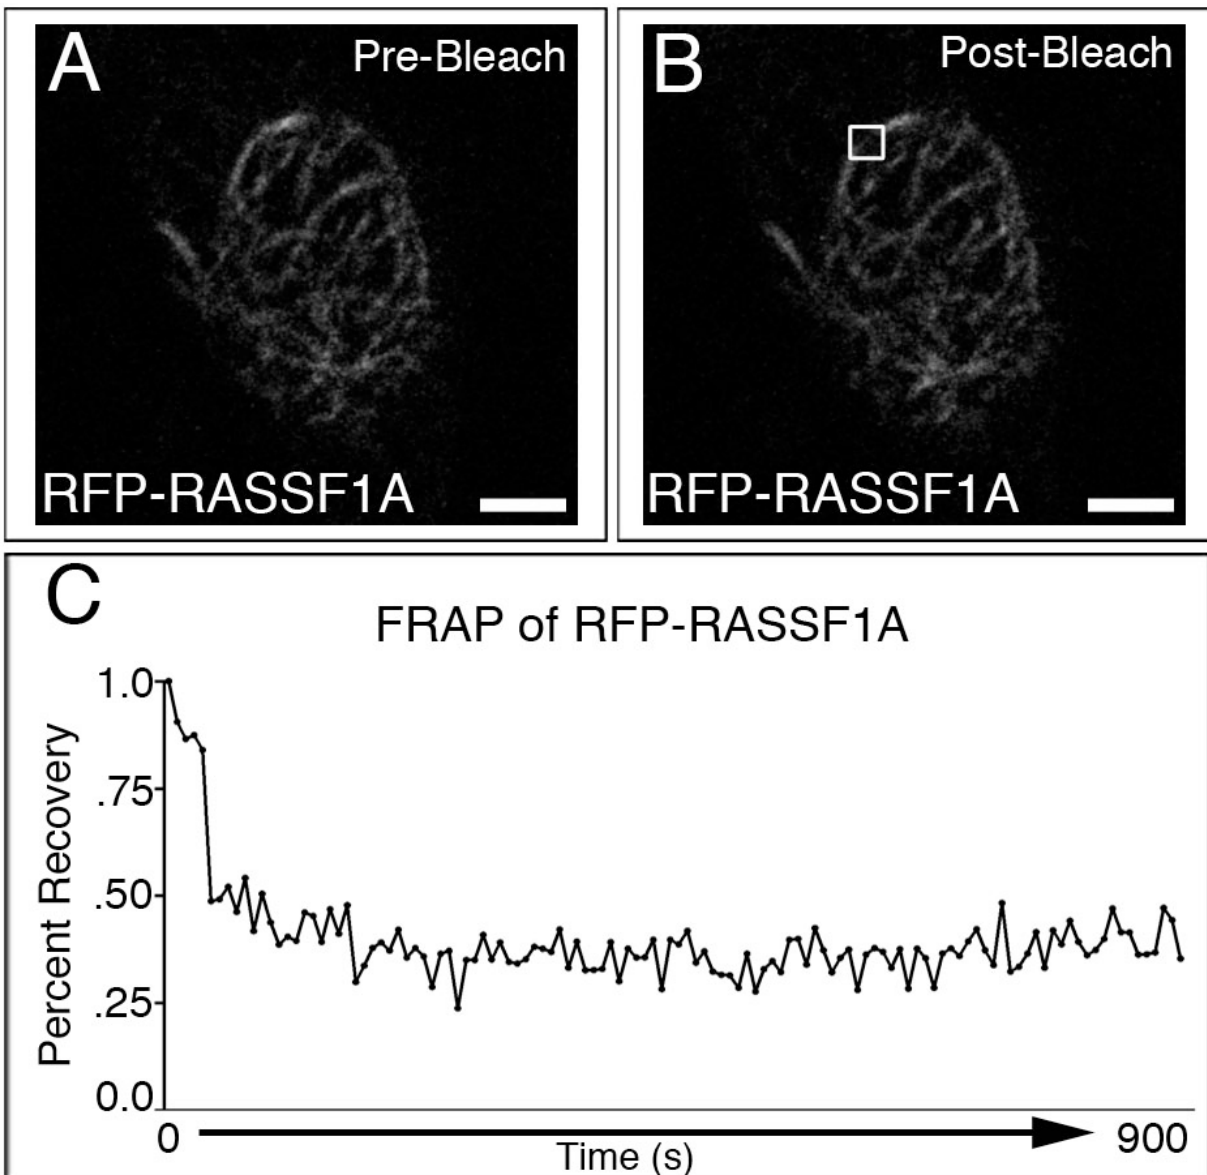 A
Pre-Bleach
RFP-RASSF1A
B
Post-Bleach
RFP-RASSF1A
C
FRAP of RFP-RASSF1A
Percent Recovery
1.0
.75
.50
.25
0.0
0
900
Time (s)